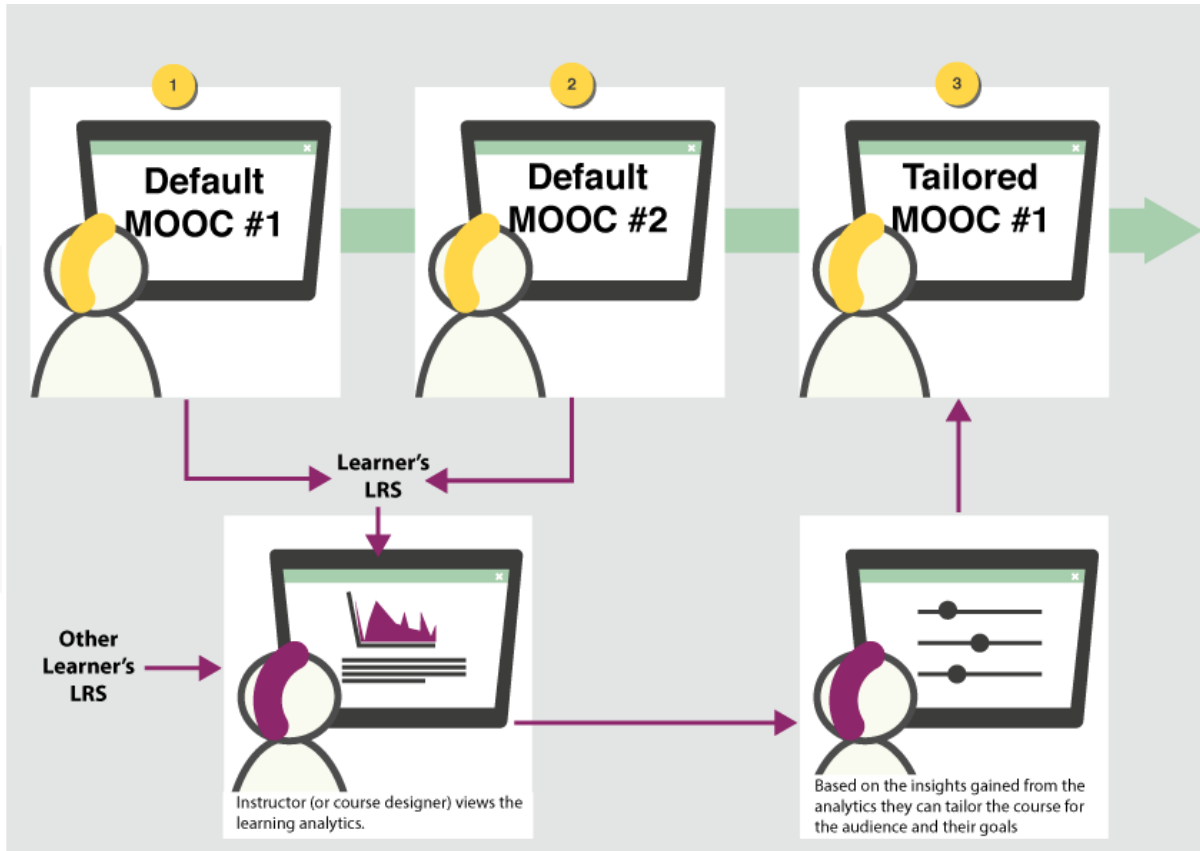 1
2
3
Default
MOOC #1
Default
MOOC #2
Tailored
MOOC #1
Learner's
LRS
Other
Learner's
LRS
Instructor (or course designer) views the
learning analytics.
Based on the insights gained from the
analytics they can tailor the course for
the audience and their goals